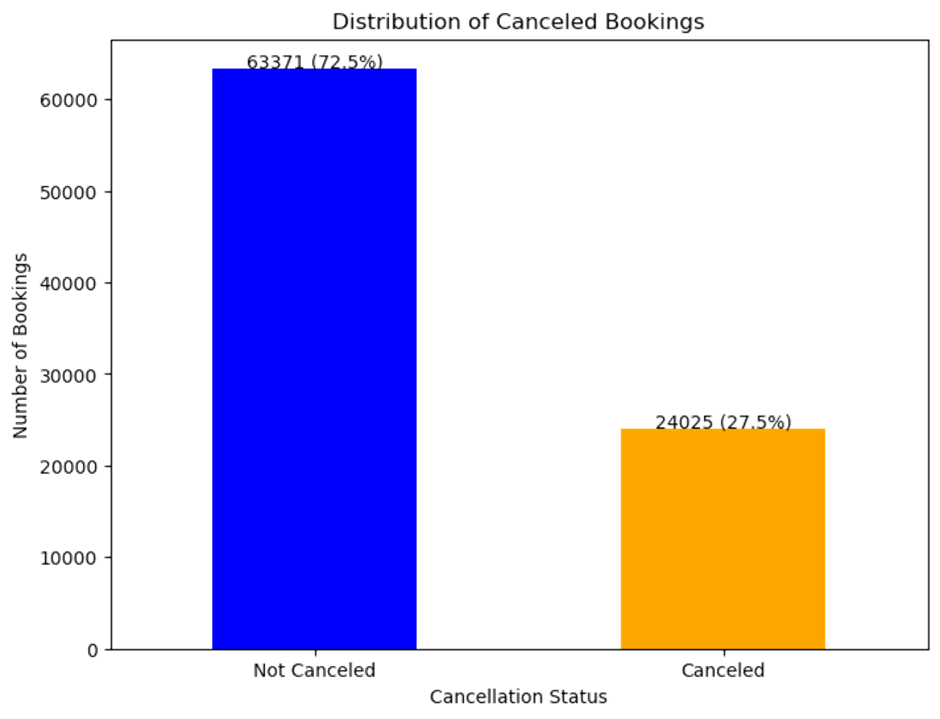 Distribution of Canceled Bookings
63371 (72.5%)
60000
50000
40000
30000
24025 (27.5%)
20000
10000
0
Number of Bookings
Not Canceled
Canceled
Cancellation Status